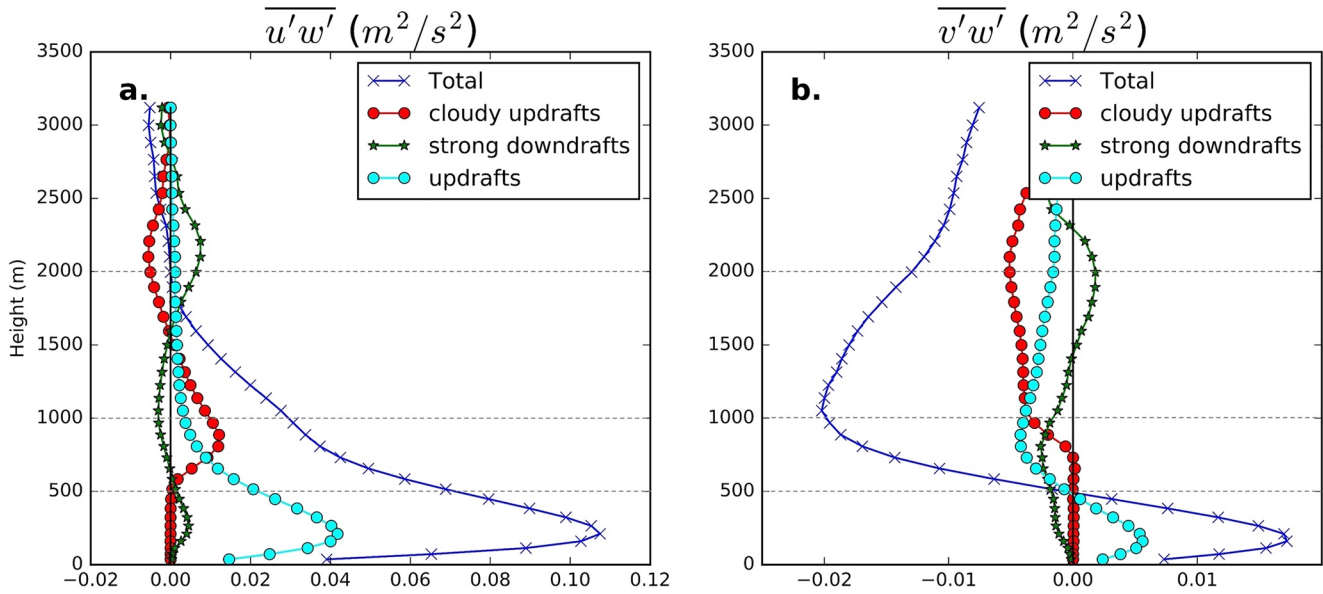 u′w′ (m²/s²)
a.
Total
cloudy updrafts
strong downdrafts
updrafts
Height (m)
3500
3000
2500
2000
1500
1000
500
0
−0.02 0.00 0.02 0.04 0.06 0.08 0.10 0.12
v′w′ (m²/s²)
b.
Total
cloudy updrafts
strong downdrafts
updrafts
3500
3000
2500
2000
1500
1000
500
0
−0.02 −0.01 0.00 0.01